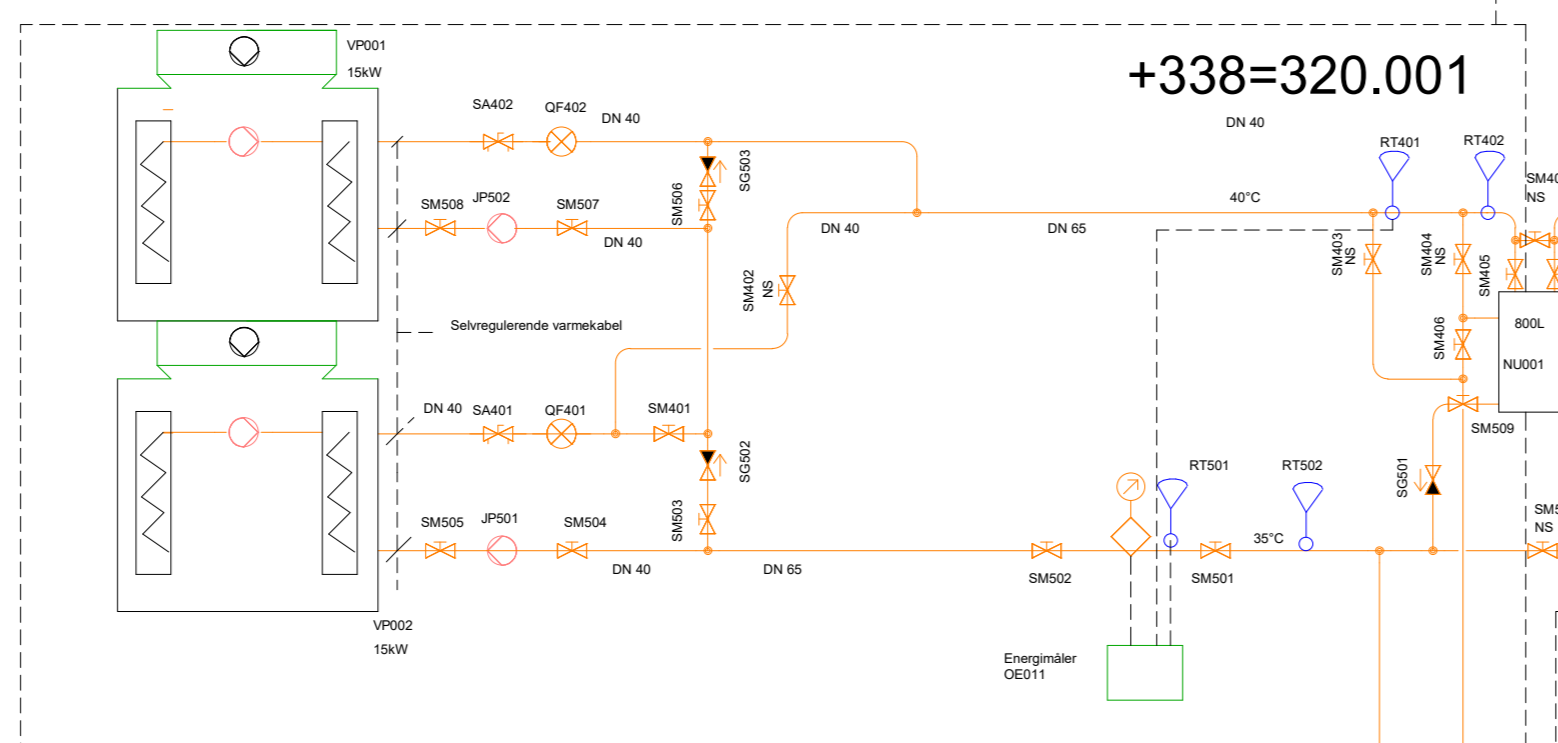 VP001
15kW
+338=320.001
SA402
QF402
DN 40
DN 40
RT401
RT402
SG503
SM506
SM508
JP502
SM507
DN 40
DN 40
DN 65
40°C
SM403
NS
SM404
NS
SM405
NS
SM402
NS
Selvregulerende varmekabel
SM406
800L
NU001
DN 40
SA401
QF401
SM401
SG502
SM509
SG501
RT501
RT502
SM505
JP501
SM504
SM503
DN 40
DN 65
SM502
SM501
35°C
NS
VP002
15kW
Energimåler
OE011